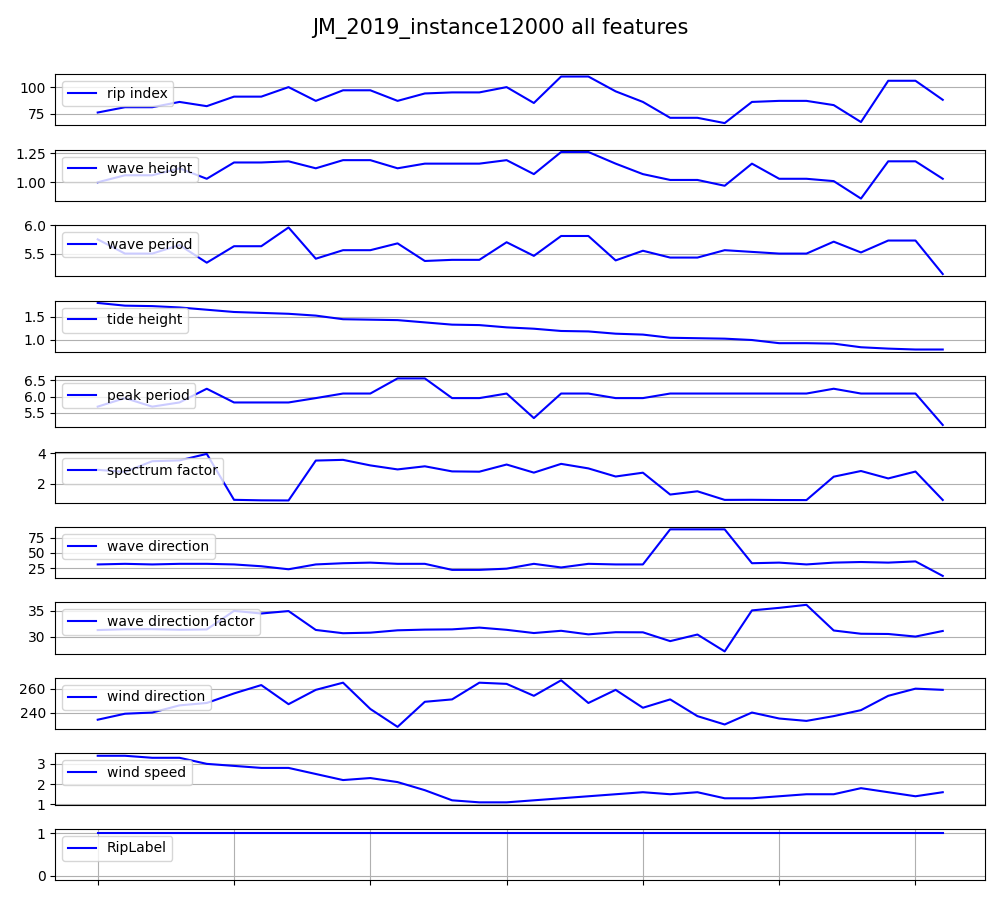 JM_2019_instance12000 all features
100
75
rip index
1.25
1.00
wave height
6.0
5.5
wave period
1.5
1.0
tide height
6.5
6.0
5.5
peak period
4
2
spectrum factor
75
50
25
wave direction
35
30
wave direction factor
260
240
wind direction
3
2
1
wind speed
1
0
RipLabel